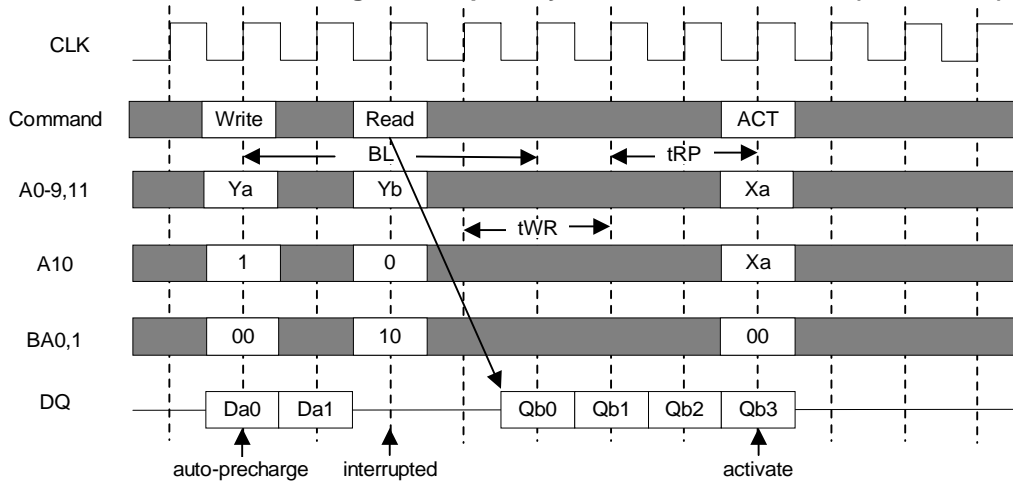 CLK
Command Write Read ACT
BL tRP
A0-9,11 Ya Yb Xa
tWR
A10 1 0 Xa
BA0,1 00 10 00
DQ Da0 Da1 Qb0 Qb1 Qb2 Qb3
auto-precharge interrupted activate